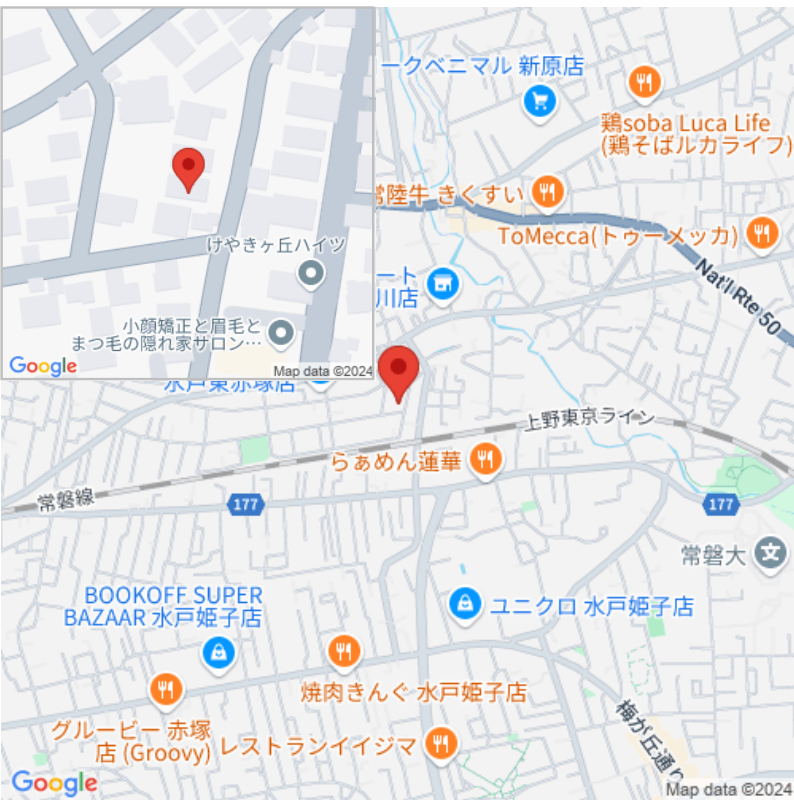 けやきヶ丘ハイツ
小顔矯正と眉毛と
まつ毛の隠れ家サロン…
Google
Map data ©2024
ークベニマル 新原店
鶏soba Luca Life
(鶏そばルカライフ)
常陸牛 きくすい
ToMecca(トゥーメッカ)
Nat'l Rte 50
ート
川店
水戸東赤塚店
上野東京ライン
らぁめん蓮華
常磐線
177
177
常磐大
BOOKOFF SUPER
BAZAAR 水戸姫子店
ユニクロ 水戸姫子店
焼肉きんぐ 水戸姫子店
グルービー 赤塚
店 (Groovy)
レストランイイジマ
梅が丘通り
Google
Map data ©2024